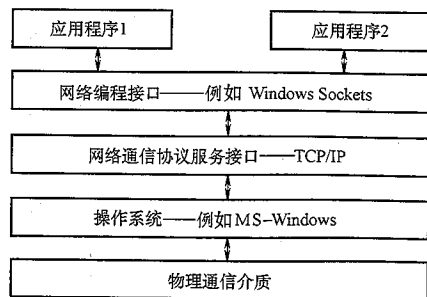 应用程序1
应用程序2
网络编程接口——例如 Windows Sockets
网络通信协议服务接口——TCP/IP
操作系统——例如MS-Windows
物理通信介质